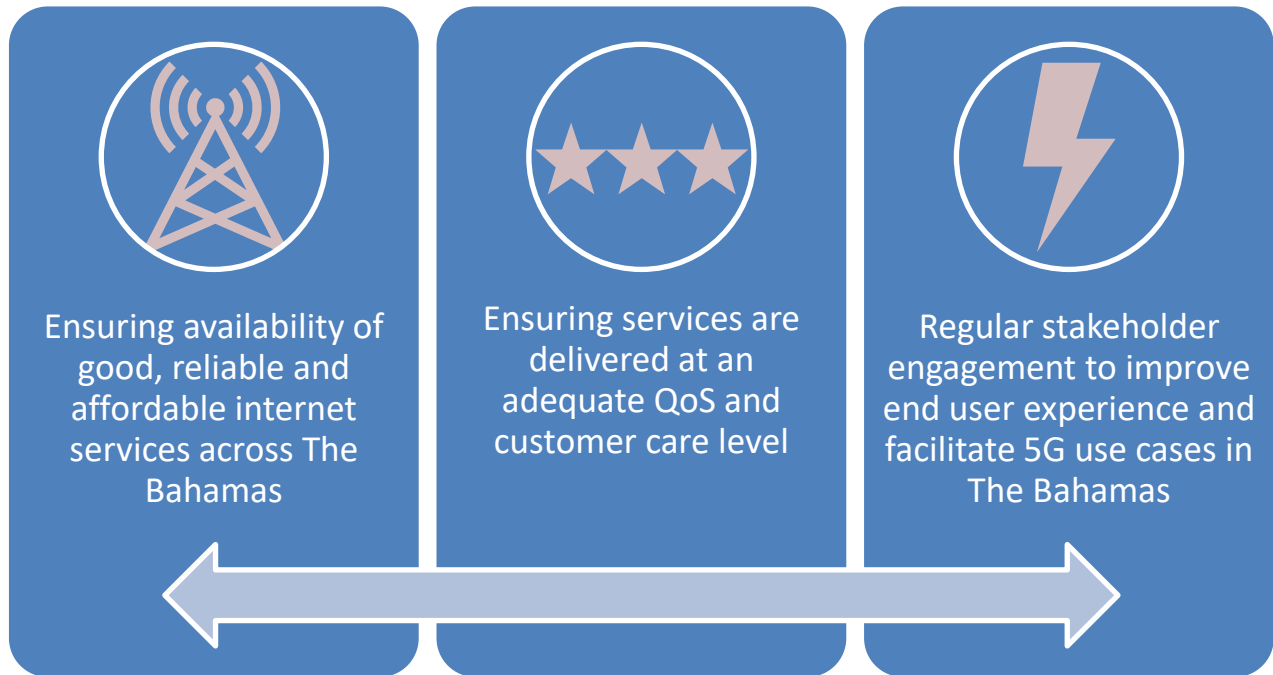 Ensuring availability of
good, reliable and
affordable internet
services across The
Bahamas
Ensuring services are
delivered at an
adequate QoS and
customer care level
Regular stakeholder
engagement to improve
end user experience and
facilitate 5G use cases in
The Bahamas